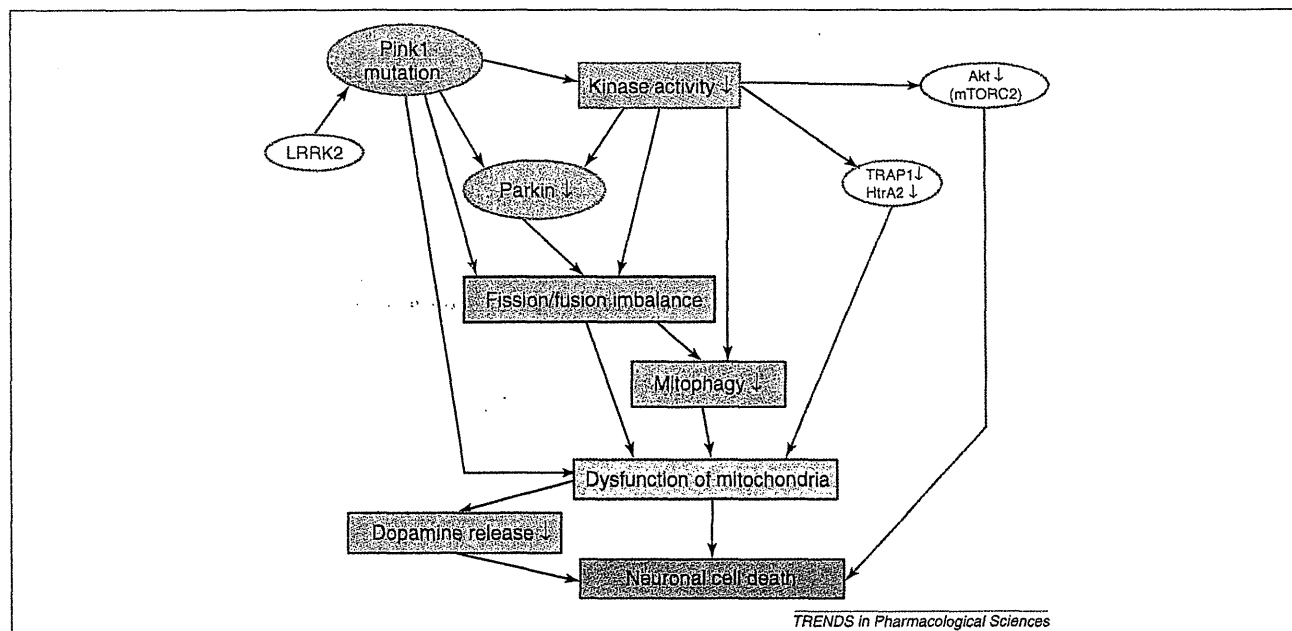 Pink1
mutation
Kinase activity ↓
Akt ↓
(mTORC2)
LRRK2
Parkin ↓
TRAP1↓
HtrA2 ↓
Fission/fusion imbalance
Mitophagy ↓
Dysfunction of mitochondria
Dopamine release ↓
Neuronal cell death
TRENDS in Pharmacological Sciences